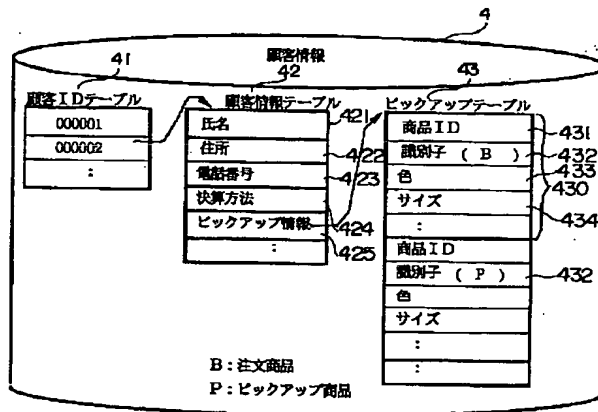 4
顧客情報
41
顧客IDテーブル
000001
000002
:
42
顧客情報テーブル
氏名 421
住所 422
電話番号 423
決算方法 424
ピックアップ情報 425
:
43
ピックアップテーブル
商品ID 431
識別子 ( B ) 432
色 433
サイズ 434
: 430
商品ID
識別子 ( P ) 432
色
サイズ
:
:
B:注文商品
P:ピックアップ商品